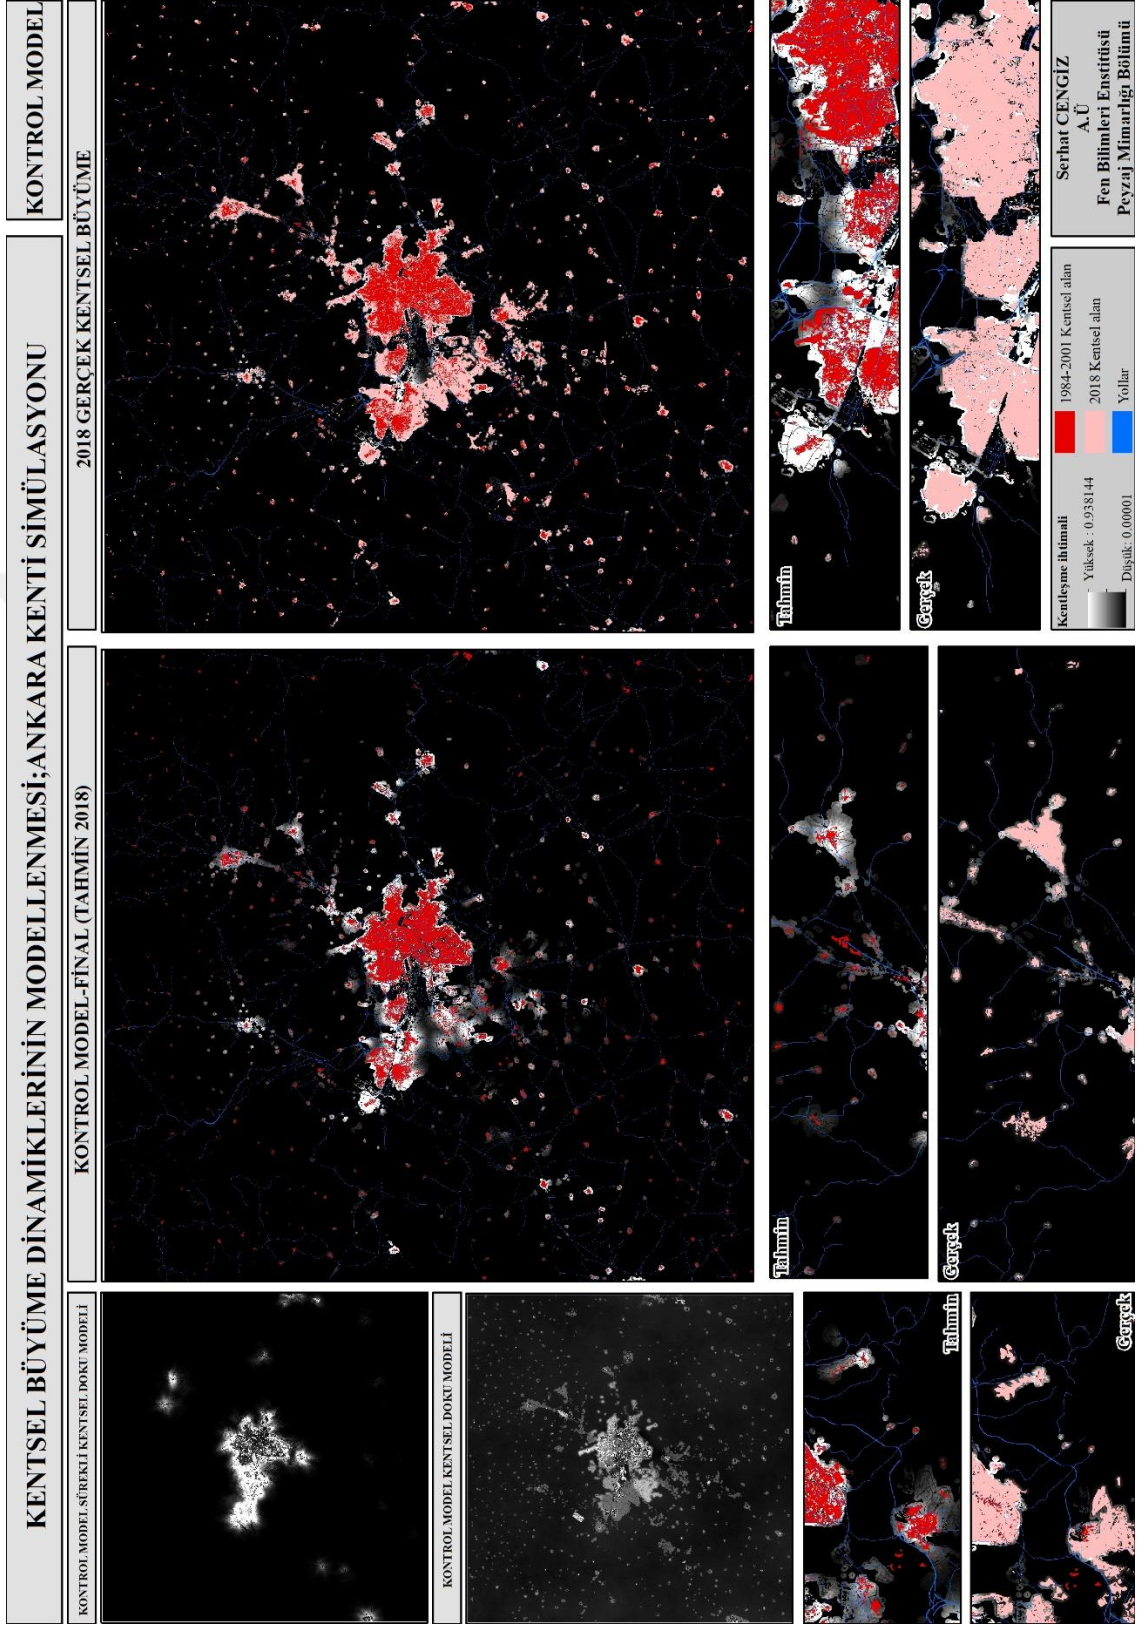 KENTSEL BÜYÜME DİNAMİKLERİNİN MODELLENMESİ;ANKARA KENTİ SİMÜLASYONU
KONTROL MODEL
KONTROL MODEL SÜREKLİ KENTSEL DOKU MODELİ
KONTROL MODEL-FİNAL (TAHMİN 2018)
2018 GERÇEK KENTSEL BÜYÜME
KONTROL MODEL KENTSEL DOKU MODELİ
Tahmin
Gerçek
Tahmin
Gerçek
Tahmin
Gerçek
Kentleşme ihtimali
Yüksek : 0.938144
Düşük: 0.00001
1984-2001 Kentsel alan
2018 Kentsel alan
Yollar
Serhat CENGİZ
A.Ü
Fen Bilimleri Enstitüsü
Peyzaj Mimarlığı Bölümü